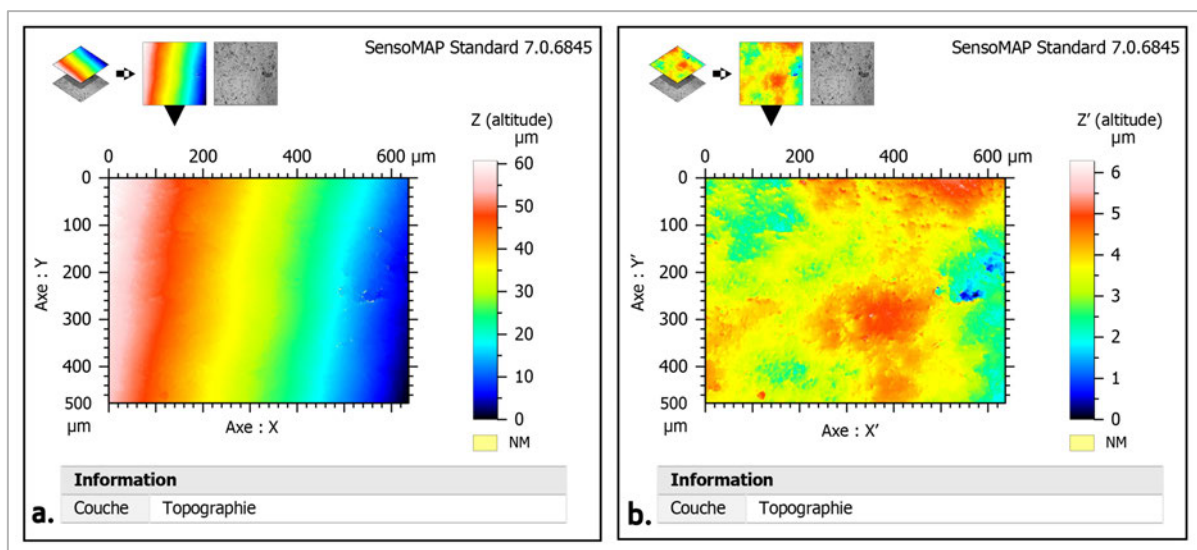 SensoMAP Standard 7.0.6845
Z (altitude)
µm
0 200 400 600 µm
0
100
200
300
400
500
µm
Axe : Y
Axe : X
60
50
40
30
20
10
0
NM
Information
Couche Topographie
a.
SensoMAP Standard 7.0.6845
Z' (altitude)
µm
0 200 400 600 µm
0
100
200
300
400
500
µm
Axe : Y'
Axe : X'
6
5
4
3
2
1
0
NM
Information
Couche Topographie
b.